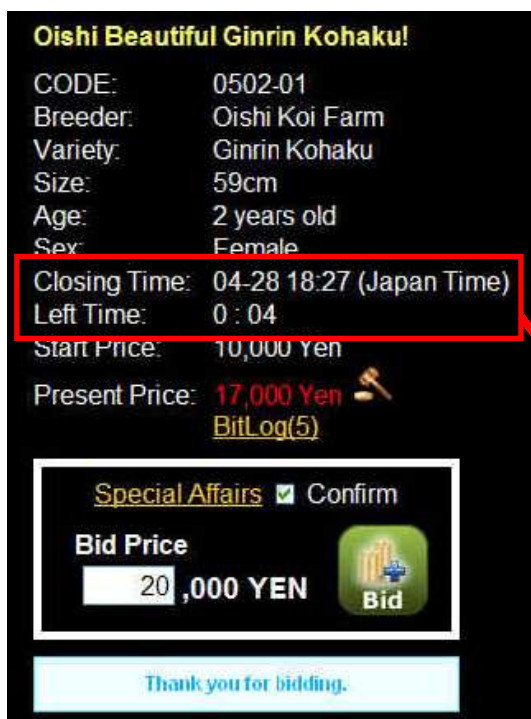 Oishi Beautiful Ginrin Kohaku!
CODE: 0502-01
Breeder: Oishi Koi Farm
Variety: Ginrin Kohaku
Size: 59cm
Age: 2 years old
Sex: Female
Closing Time: 04-28 18:27 (Japan Time)
Left Time: 0 : 04
Start Price: 10,000 Yen
Present Price: 17,000 Yen
BitLog(5)
Special Affairs Confirm
Bid Price
20 ,000 YEN
Bid
Thank you for bidding.